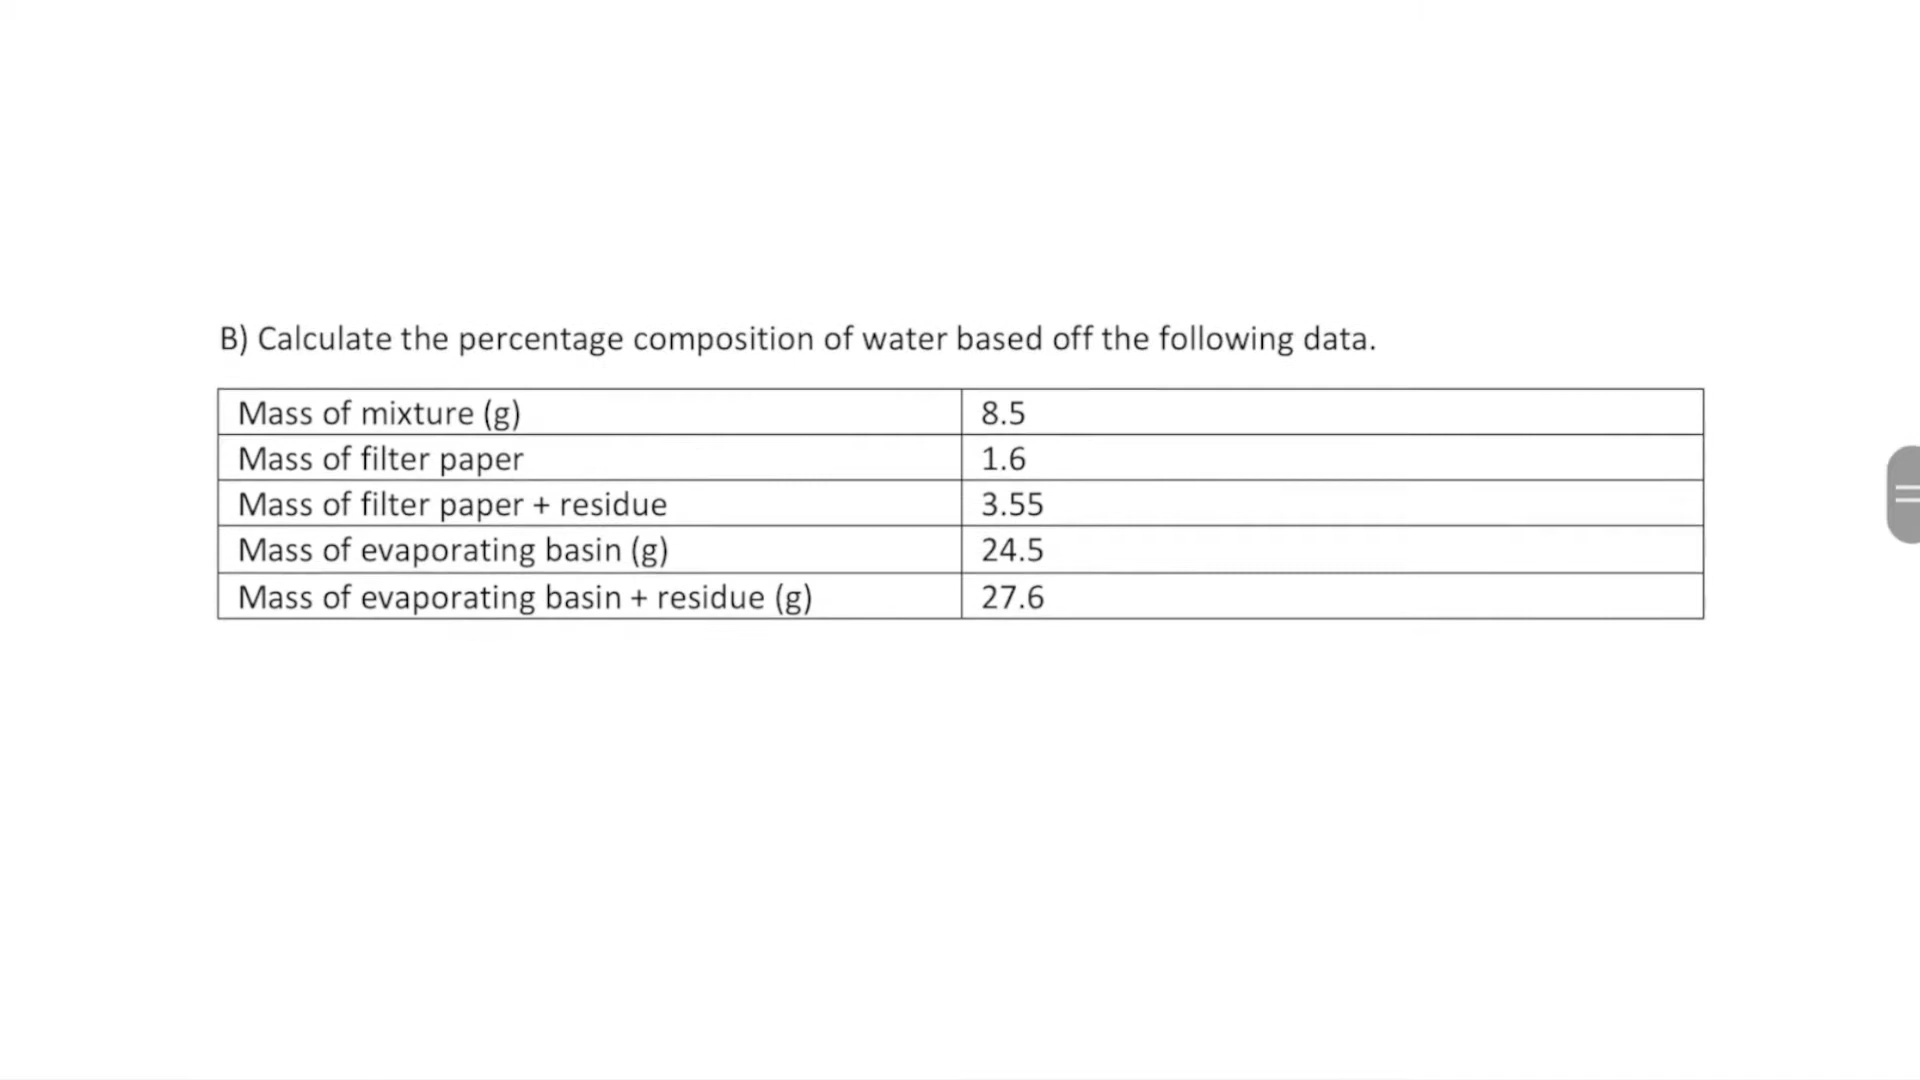 B) Calculate the percentage composition of water based off the following data.
Mass of mixture (g) 8.5
Mass of filter paper 1.6
Mass of filter paper + residue 3.55
Mass of evaporating basin (g) 24.5
Mass of evaporating basin + residue (g) 27.6